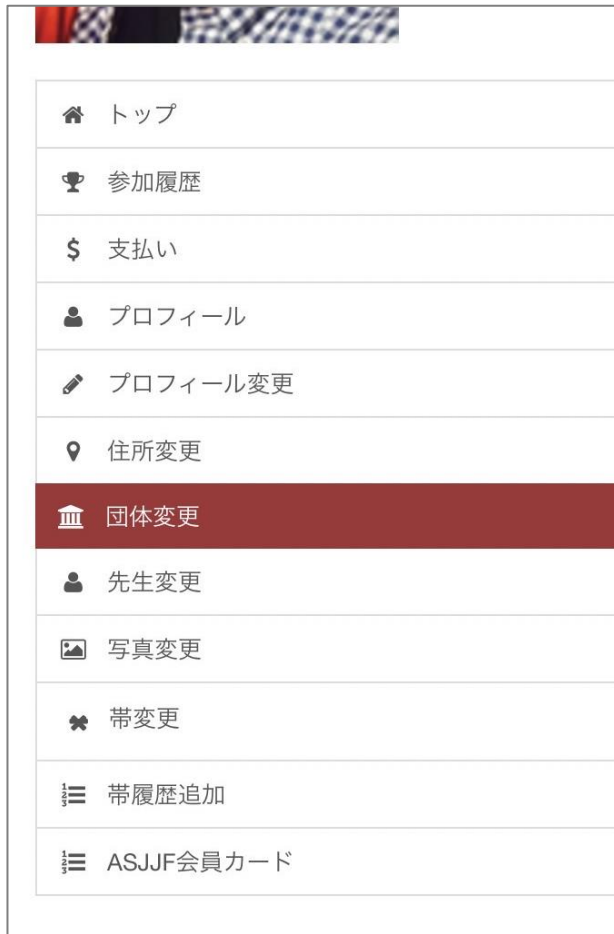 トップ
参加履歴
支払い
プロフィール
プロフィール変更
住所変更
団体変更
先生変更
写真変更
帯変更
帯履歴追加
ASJJF会員カード